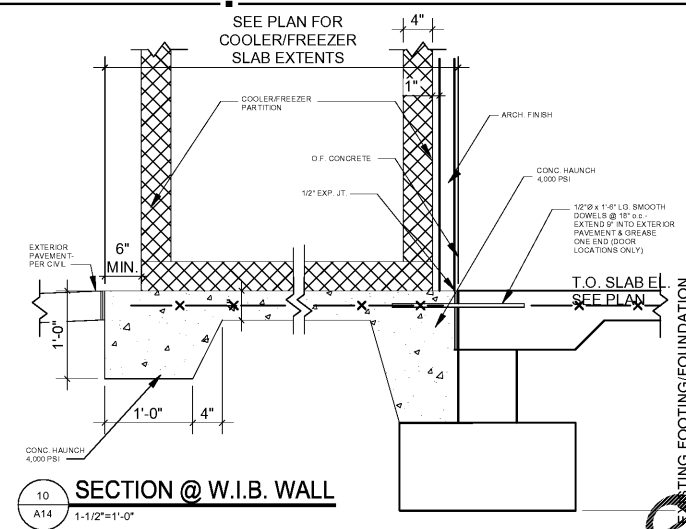 SEE PLAN FOR
COOLER/FREEZER
SLAB EXTENTS
4"
1"
COOLER/FREEZER
PARTITION
ARCH. FINISH
O.F. CONCRETE
CONC. HAUNCH
4,000 PSI
1/2" EXP. JT.
1/2"Ø x 1'-6" LG. SMOOTH
DOWELS @ 18" o.c.-
EXTEND 9" INTO EXTERIOR
PAVEMENT & GREASE
ONE END (DOOR
LOCATIONS ONLY)
EXTERIOR
PAVEMENT-
PER CIVIL
6"
MIN.
T.O. SLAB EL.
SEE PLAN
1'-0"
1'-0"
4"
CONC. HAUNCH
4,000 PSI
EXISTING FOOTING/FOUNDATION
10
A14
SECTION @ W.I.B. WALL
1-1/2"=1'-0"